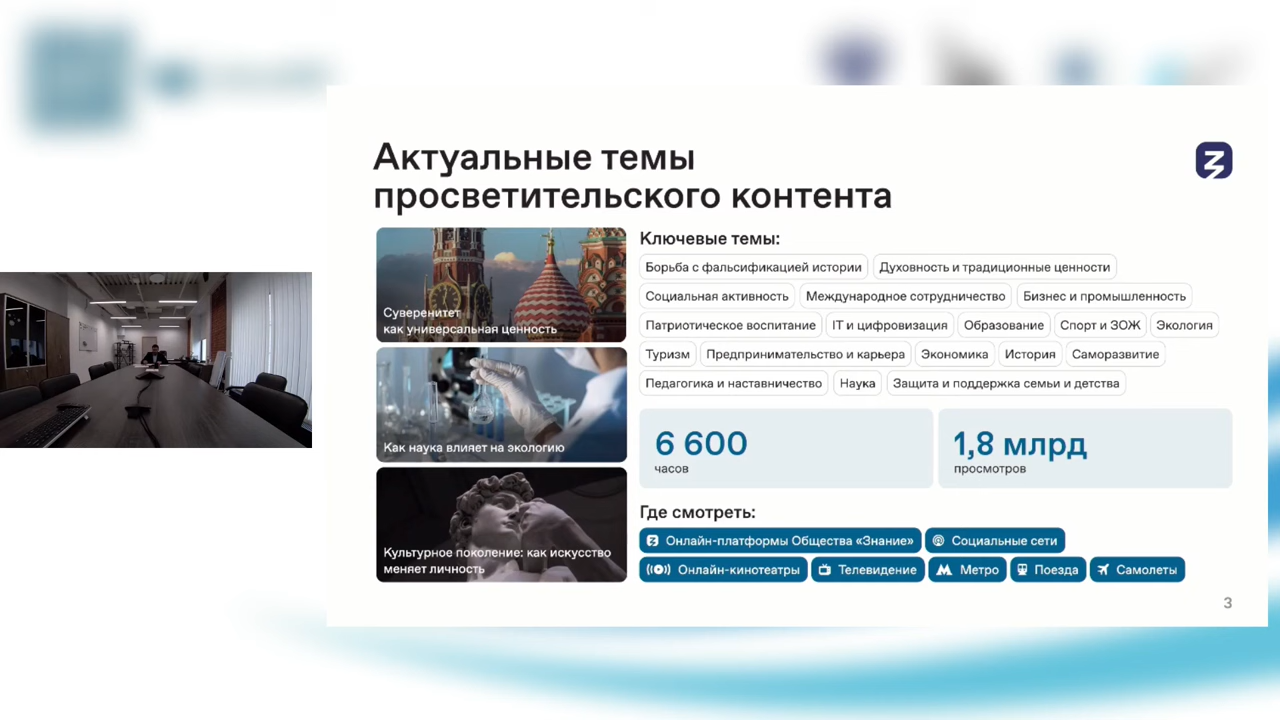 Актуальные темы
просветительского контента
Суверенитет
как универсальная ценность
Как наука влияет на экологию
Культурное поколение: как искусство
меняет личность
Ключевые темы:
Борьба с фальсификацией истории
Духовность и традиционные ценности
Социальная активность
Международное сотрудничество
Бизнес и промышленность
Патриотическое воспитание
IT и цифровизация
Образование
Спорт и ЗОЖ
Экология
Туризм
Предпринимательство и карьера
Экономика
История
Саморазвитие
Педагогика и наставничество
Наука
Защита и поддержка семьи и детства
6 600
часов
1,8 млрд
просмотров
Где смотреть:
Онлайн-платформы Общества «Знание»
Социальные сети
Онлайн-кинотеатры
Телевидение
Метро
Поезда
Самолеты
3